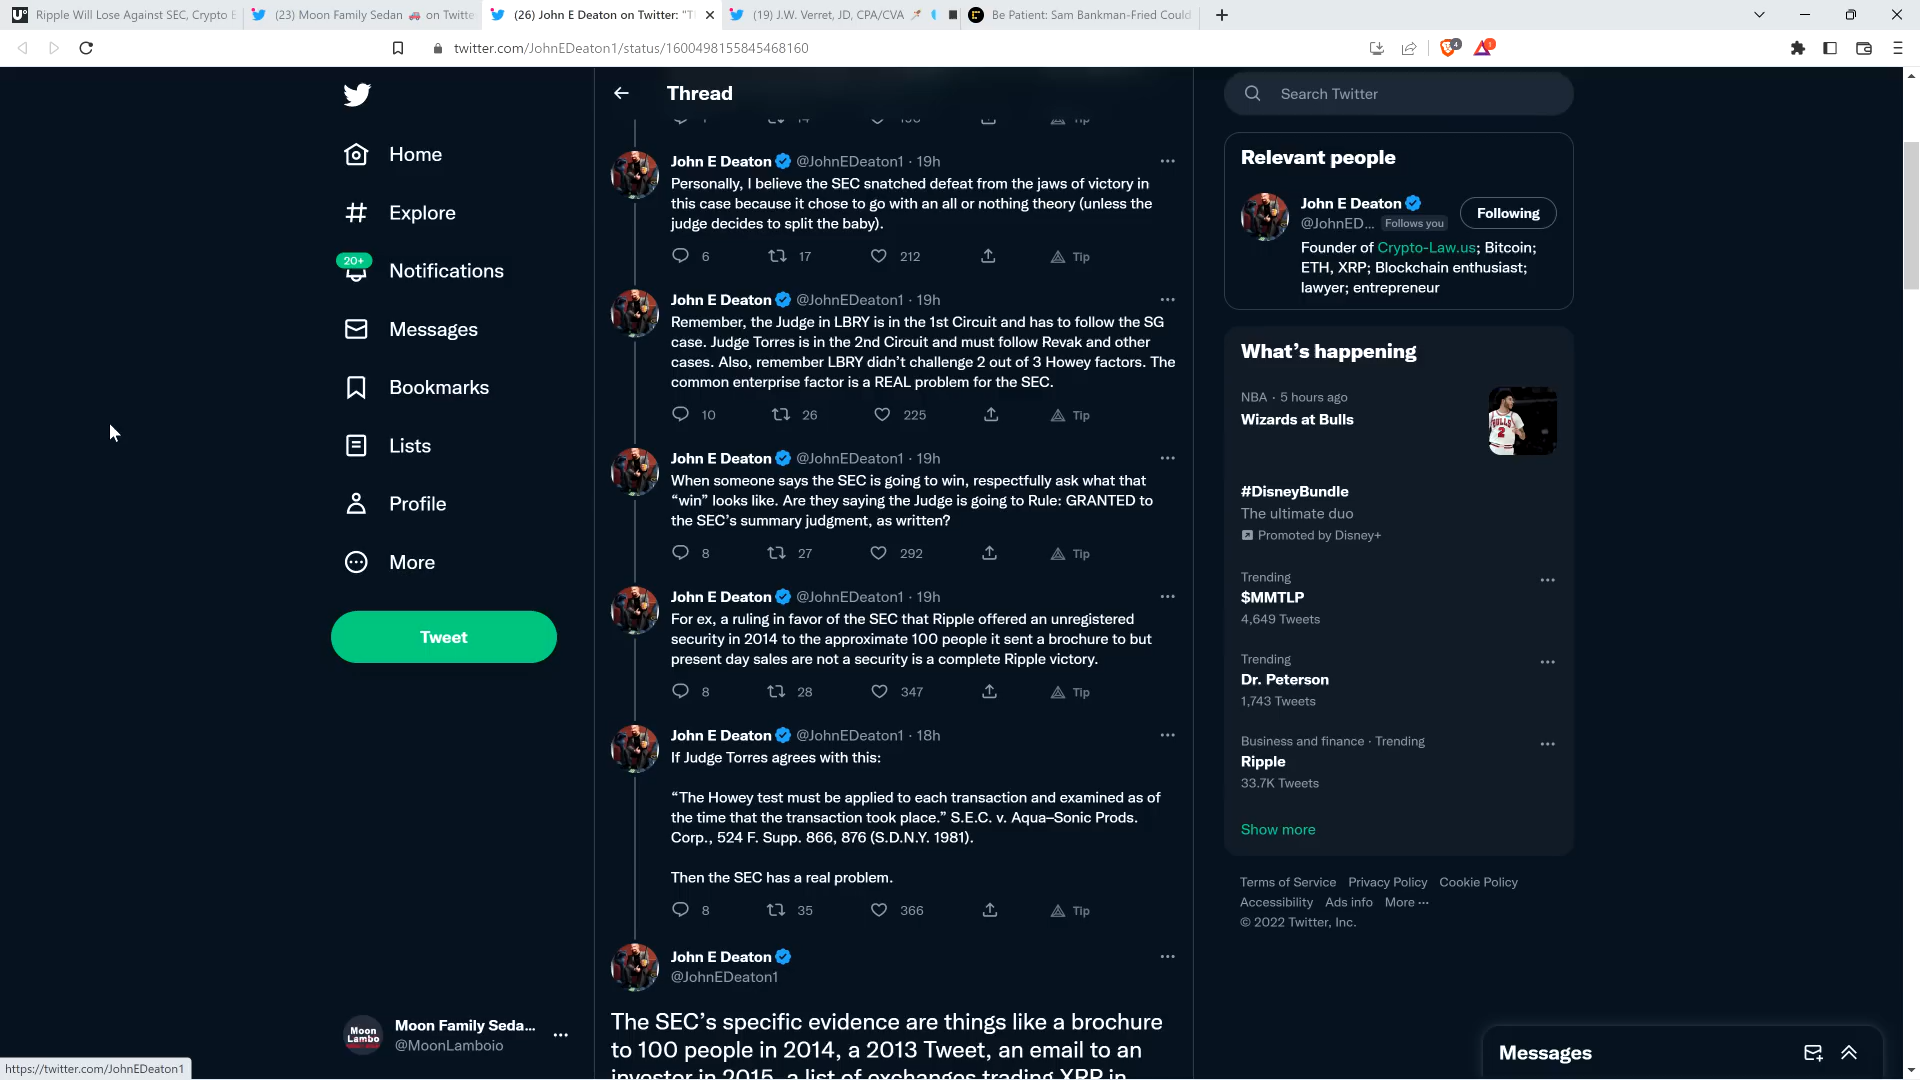 Ripple Will Lose Against SEC, Crypto E
(23) Moon Family Sedan 🚗 on Twitte
(26) John E Deaton on Twitter: "T
(19) J.W. Verret, JD, CPA/CVA
Be Patient: Sam Bankman-Fried Could
twitter.com/JohnEDeaton1/status/1600498155845468160
4
1
Home
Explore
20+
Notifications
Messages
Bookmarks
Lists
Profile
More
Tweet
Moon Lambo
Moon Family Seda...
@MoonLamboio
https://twitter.com/JohnEDeaton1
Thread
Tip
John E Deaton @JohnEDeaton1 · 19h
Personally, I believe the SEC snatched defeat from the jaws of victory in
this case because it chose to go with an all or nothing theory (unless the
judge decides to split the baby).
6 17 212 Tip
John E Deaton @JohnEDeaton1 · 19h
Remember, the Judge in LBRY is in the 1st Circuit and has to follow the SG
case. Judge Torres is in the 2nd Circuit and must follow Revak and other
cases. Also, remember LBRY didn't challenge 2 out of 3 Howey factors. The
common enterprise factor is a REAL problem for the SEC.
10 26 225 Tip
John E Deaton @JohnEDeaton1 · 19h
When someone says the SEC is going to win, respectfully ask what that
“win” looks like. Are they saying the Judge is going to Rule: GRANTED to
the SEC's summary judgment, as written?
8 27 292 Tip
John E Deaton @JohnEDeaton1 · 19h
For ex, a ruling in favor of the SEC that Ripple offered an unregistered
security in 2014 to the approximate 100 people it sent a brochure to but
present day sales are not a security is a complete Ripple victory.
8 28 347 Tip
John E Deaton @JohnEDeaton1 · 18h
If Judge Torres agrees with this:
“The Howey test must be applied to each transaction and examined as of
the time that the transaction took place.” S.E.C. v. Aqua–Sonic Prods.
Corp., 524 F. Supp. 866, 876 (S.D.N.Y. 1981).
Then the SEC has a real problem.
8 35 366 Tip
John E Deaton
@JohnEDeaton1
The SEC's specific evidence are things like a brochure
to 100 people in 2014, a 2013 Tweet, an email to an
investor in 2015, a list of exchanges trading XRP in
Search Twitter
Relevant people
John E Deaton
@JohnED... Follows you
Following
Founder of Crypto-Law.us; Bitcoin;
ETH, XRP; Blockchain enthusiast;
lawyer; entrepreneur
What's happening
NBA · 5 hours ago
Wizards at Bulls
BULLS
2
#DisneyBundle
The ultimate duo
Promoted by Disney+
Trending
$MMTLP
4,649 Tweets
Trending
Dr. Peterson
1,743 Tweets
Business and finance · Trending
Ripple
33.7K Tweets
Show more
Terms of Service Privacy Policy Cookie Policy
Accessibility Ads info More ···
© 2022 Twitter, Inc.
Messages